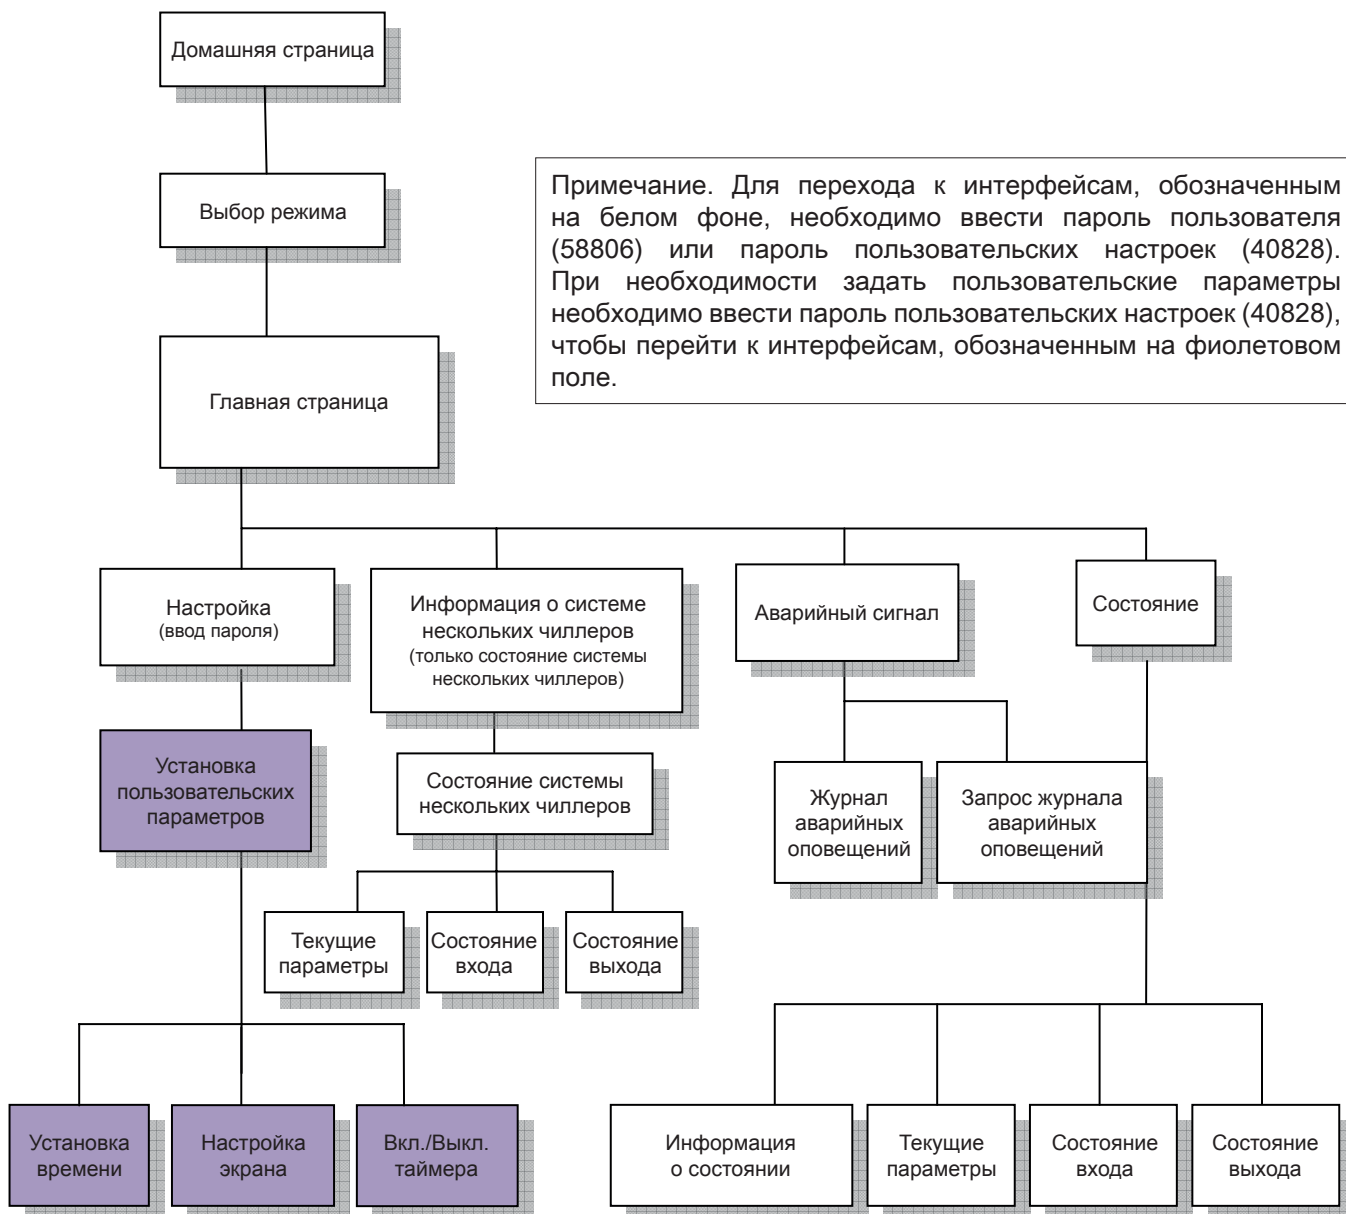 Домашняя страница
Выбор режима
Примечание. Для перехода к интерфейсам, обозначенным
на белом фоне, необходимо ввести пароль пользователя
(58806) или пароль пользовательских настроек (40828).
При необходимости задать пользовательские параметры
необходимо ввести пароль пользовательских настроек (40828),
чтобы перейти к интерфейсам, обозначенным на фиолетовом
поле.
Главная страница
Настройка
(ввод пароля)
Информация о системе
нескольких чиллеров
(только состояние системы
нескольких чиллеров)
Аварийный сигнал
Состояние
Установка
пользовательских
параметров
Состояние системы
нескольких чиллеров
Журнал
аварийных
оповещений
Запрос журнала
аварийных
оповещений
Текущие
параметры
Состояние
входа
Состояние
выхода
Установка
времени
Настройка
экрана
Вкл./Выкл.
таймера
Информация
о состоянии
Текущие
параметры
Состояние
входа
Состояние
выхода